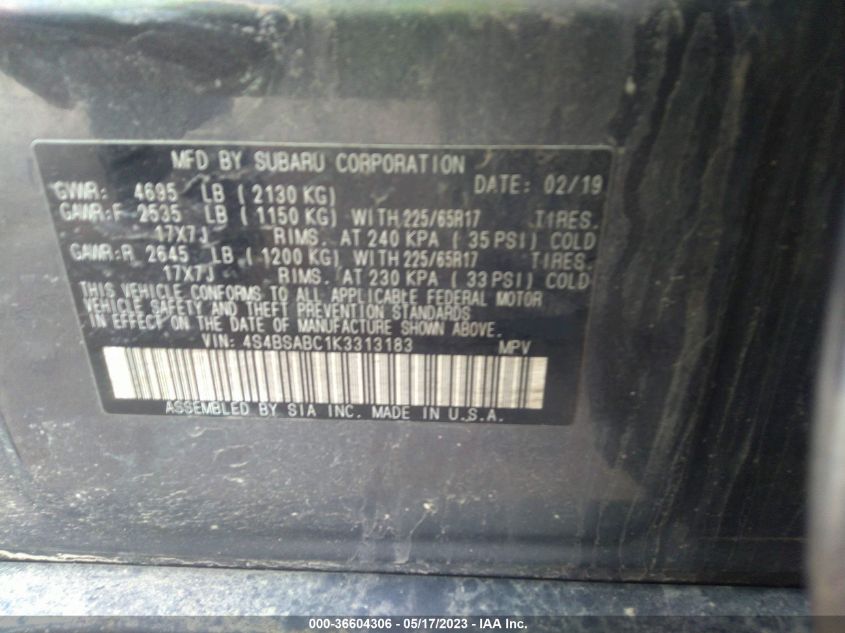 MFD BY SUBARU CORPORATION
DATE: 02/19
GVWR: 4695 LB ( 2130 KG)
GAWR:F 2535 LB ( 1150 KG) WITH 225/65R17 TIRES.
17X7J RIMS. AT 240 KPA ( 35 PSI) COLD
GAWR:R 2645 LB ( 1200 KG) WITH 225/65R17 TIRES.
17X7J RIMS. AT 230 KPA ( 33 PSI) COLD
THIS VEHICLE CONFORMS TO ALL APPLICABLE FEDERAL MOTOR
VEHICLE SAFETY AND THEFT PREVENTION STANDARDS
IN EFFECT ON THE DATE OF MANUFACTURE SHOWN ABOVE.
VIN: 4S4BSABC1K3313183 MPV
ASSEMBLED BY SIA INC. MADE IN U.S.A.
000-36604306 - 05/17/2023 - IAA Inc.